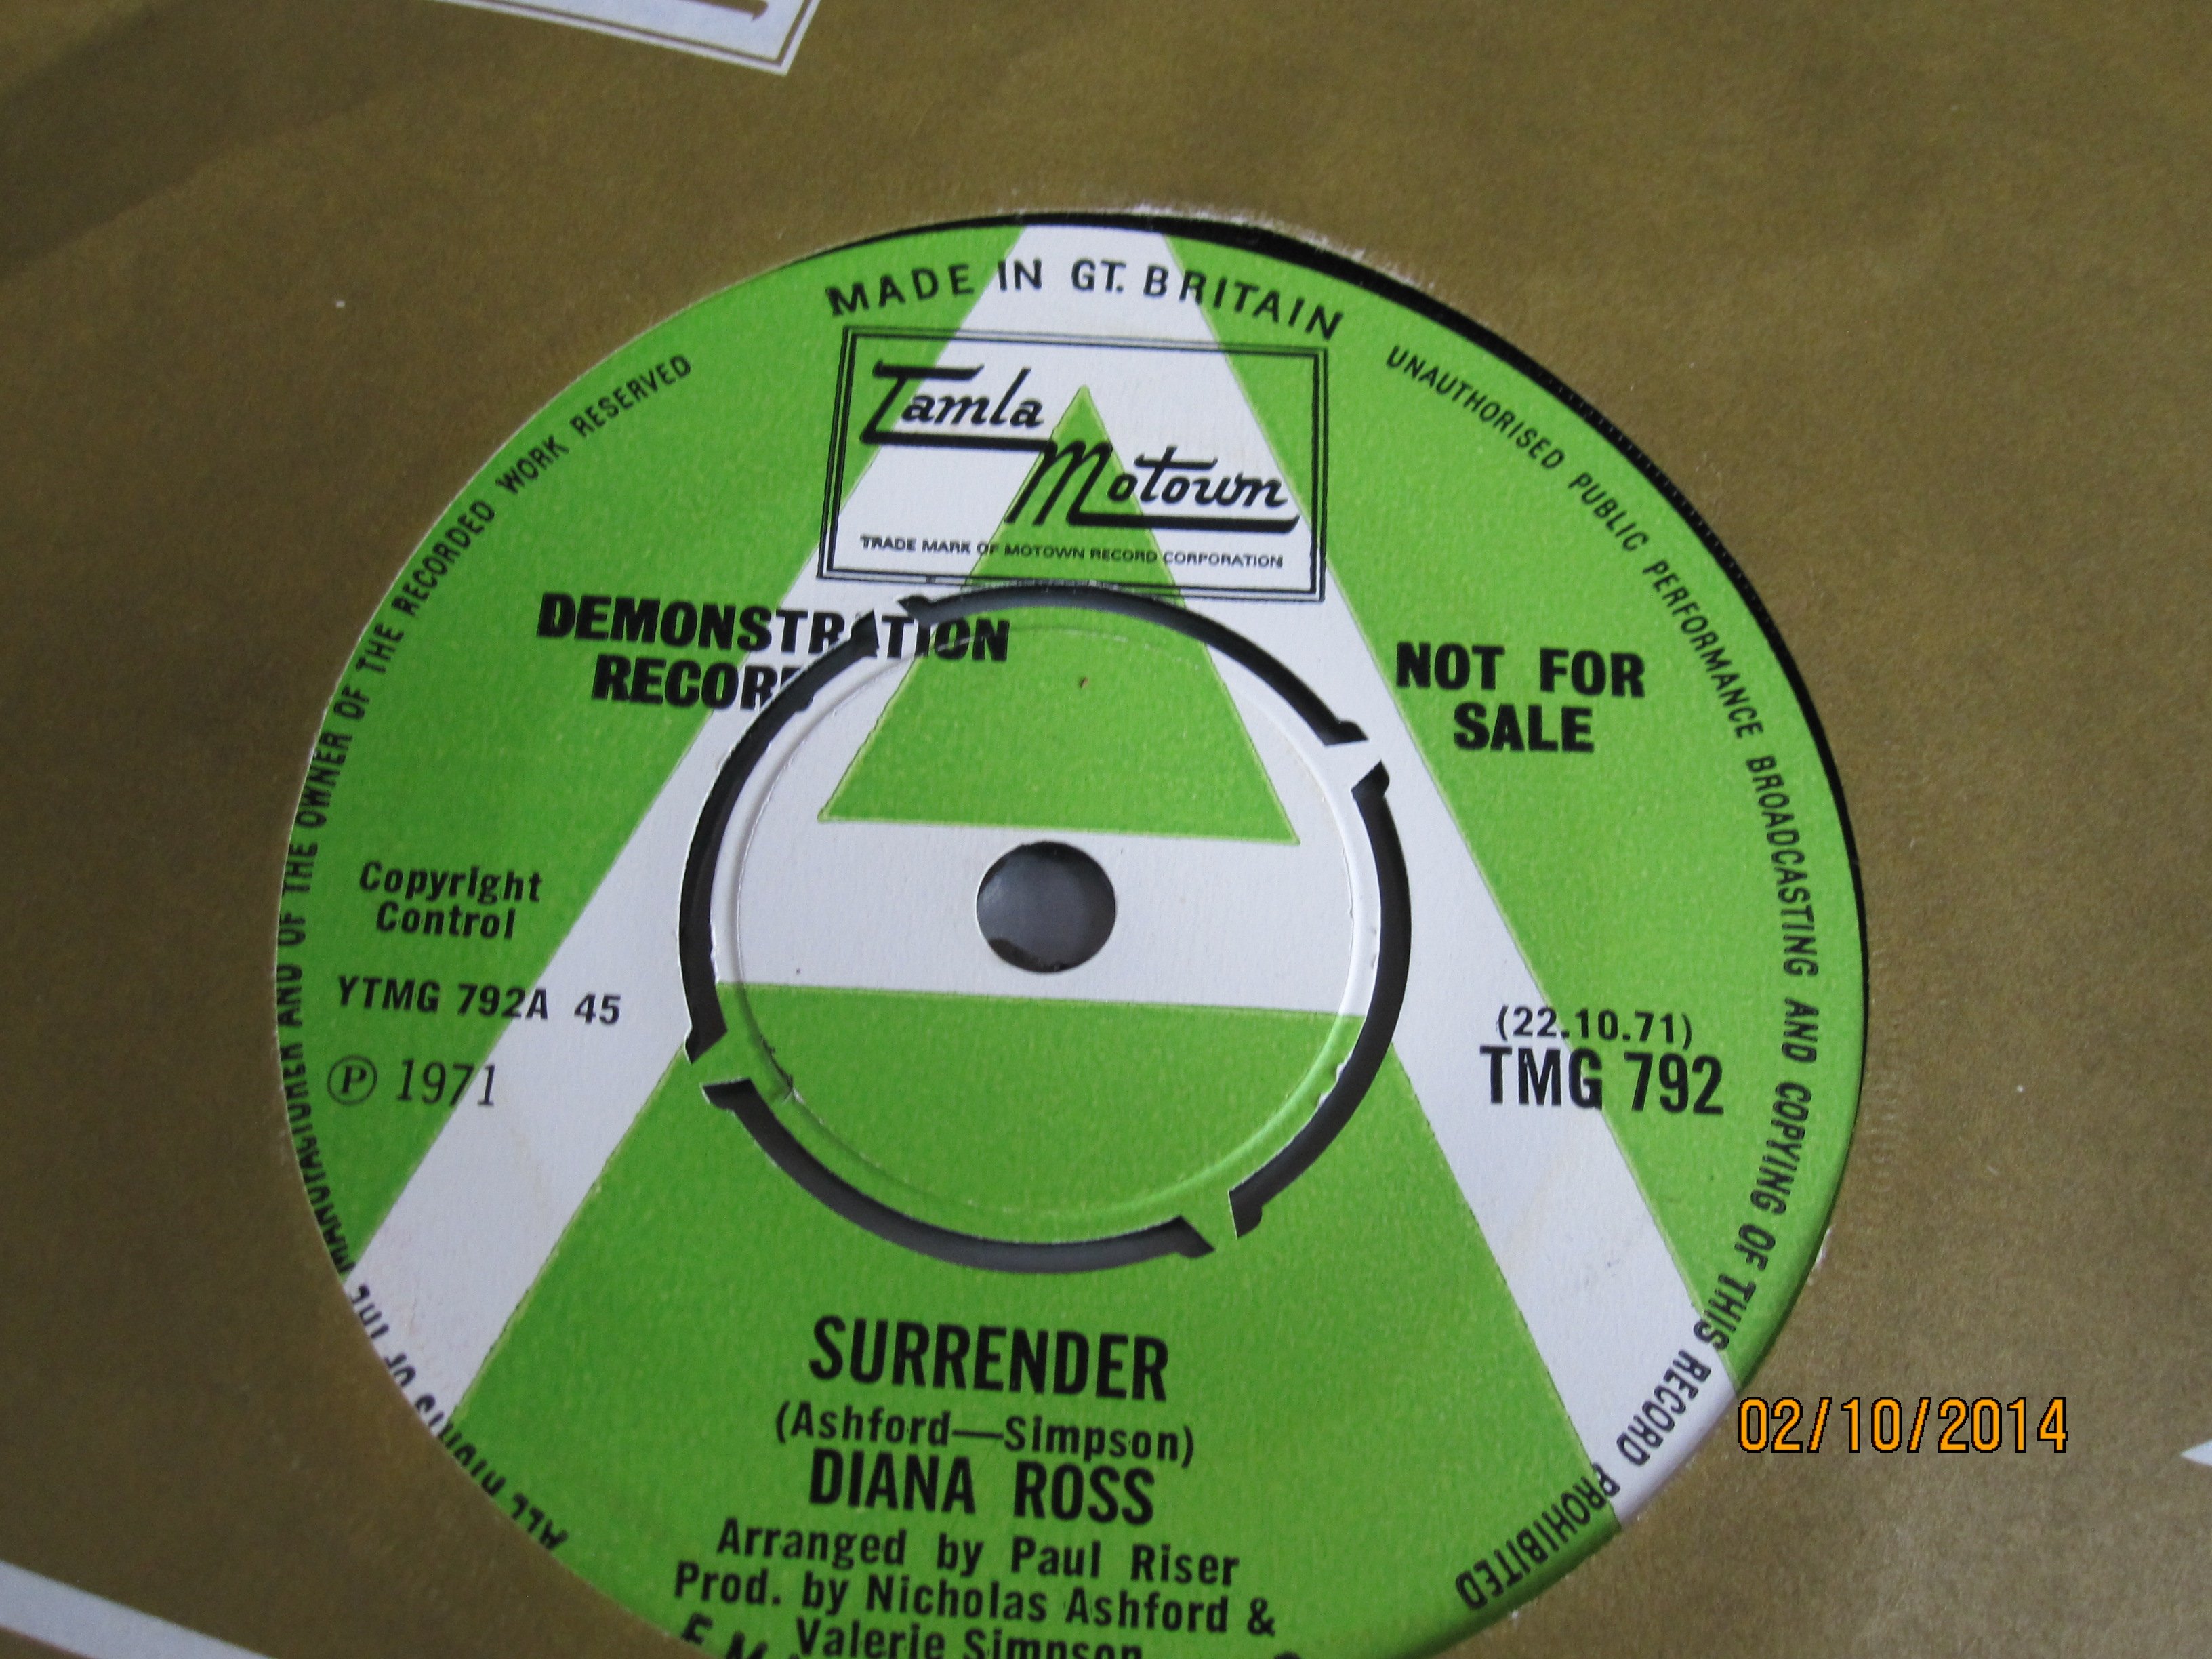 MADE IN GT. BRITAIN
Tamla
Motown
TRADE MARK OF MOTOWN RECORD CORPORATION
DEMONSTRATION
RECORD
NOT FOR
SALE
Copyright
Control
YTMG 792A 45
Ⓟ 1971
(22.10.71)
TMG 792
SURRENDER
(Ashford—Simpson)
DIANA ROSS
Arranged by Paul Riser
Prod. by Nicholas Ashford &
Valerie Simpson
ALL RIGHTS OF THE MANUFACTURER AND OF THE OWNER OF THE RECORDED WORK RESERVED
UNAUTHORISED PUBLIC PERFORMANCE BROADCASTING AND COPYING OF THIS RECORD PROHIBITED
02/10/2014